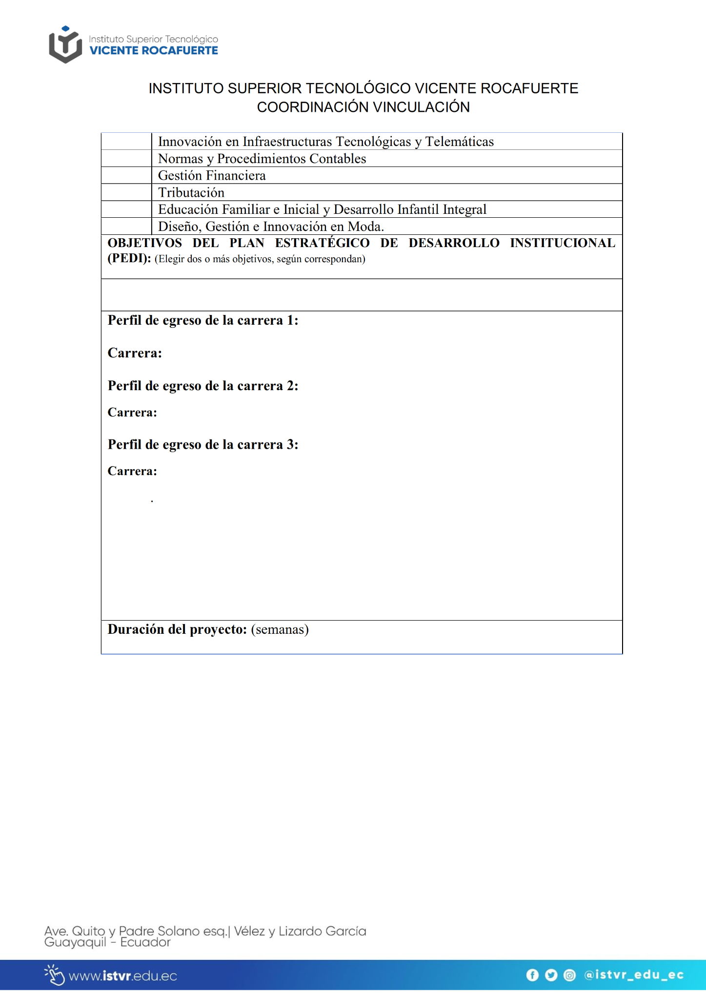 Instituto Superior Tecnológico
VICENTE ROCAFUERTE
INSTITUTO SUPERIOR TECNOLÓGICO VICENTE ROCAFUERTE
COORDINACIÓN VINCULACIÓN
Innovación en Infraestructuras Tecnológicas y Telemáticas
Normas y Procedimientos Contables
Gestión Financiera
Tributación
Educación Familiar e Inicial y Desarrollo Infantil Integral
Diseño, Gestión e Innovación en Moda.
OBJETIVOS DEL PLAN ESTRATÉGICO DE DESARROLLO INSTITUCIONAL
(PEDI): (Elegir dos o más objetivos, según correspondan)
Perfil de egreso de la carrera 1:
Carrera:
Perfil de egreso de la carrera 2:
Carrera:
Perfil de egreso de la carrera 3:
Carrera:
.
Duración del proyecto: (semanas)
Ave. Quito y Padre Solano esq.| Vélez y Lizardo García
Guayaquil - Ecuador
www.istvr.edu.ec
@istvr_edu_ec